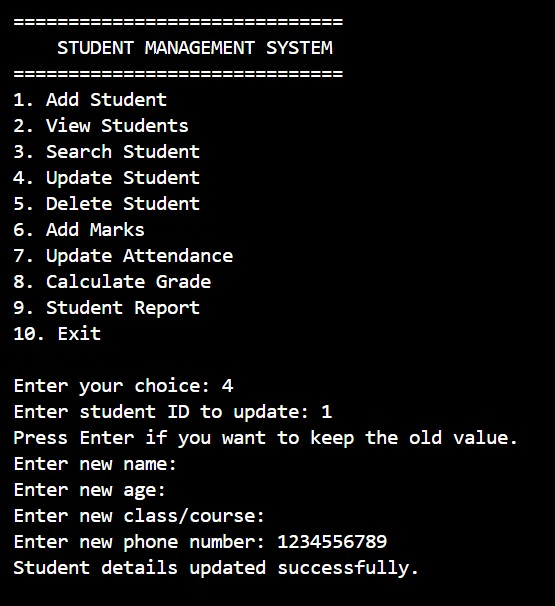 ==============================
STUDENT MANAGEMENT SYSTEM
==============================
1. Add Student
2. View Students
3. Search Student
4. Update Student
5. Delete Student
6. Add Marks
7. Update Attendance
8. Calculate Grade
9. Student Report
10. Exit
Enter your choice: 4
Enter student ID to update: 1
Press Enter if you want to keep the old value.
Enter new name:
Enter new age:
Enter new class/course:
Enter new phone number: 1234556789
Student details updated successfully.